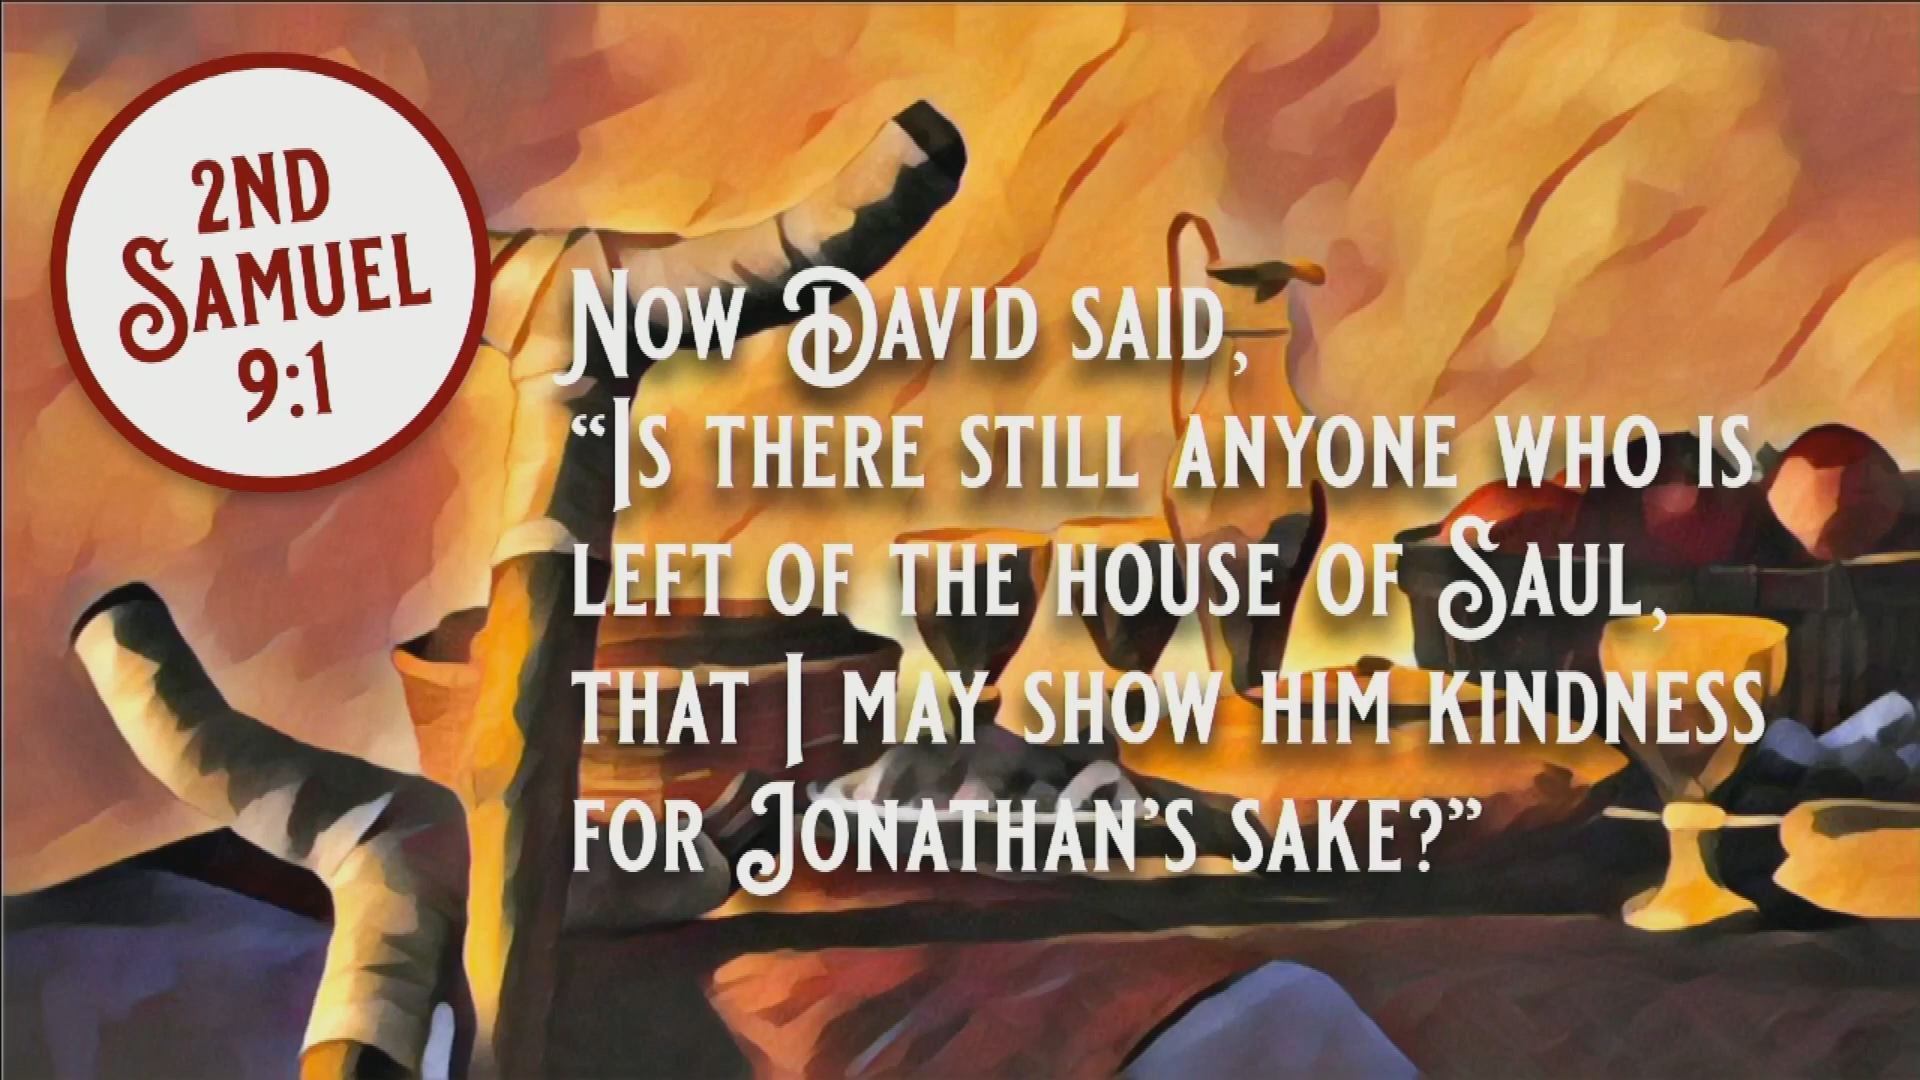 2ND
SAMUEL
9:1
NOW DAVID SAID,
“IS THERE STILL ANYONE WHO IS
LEFT OF THE HOUSE OF SAUL,
THAT I MAY SHOW HIM KINDNESS
FOR JONATHAN’S SAKE?”